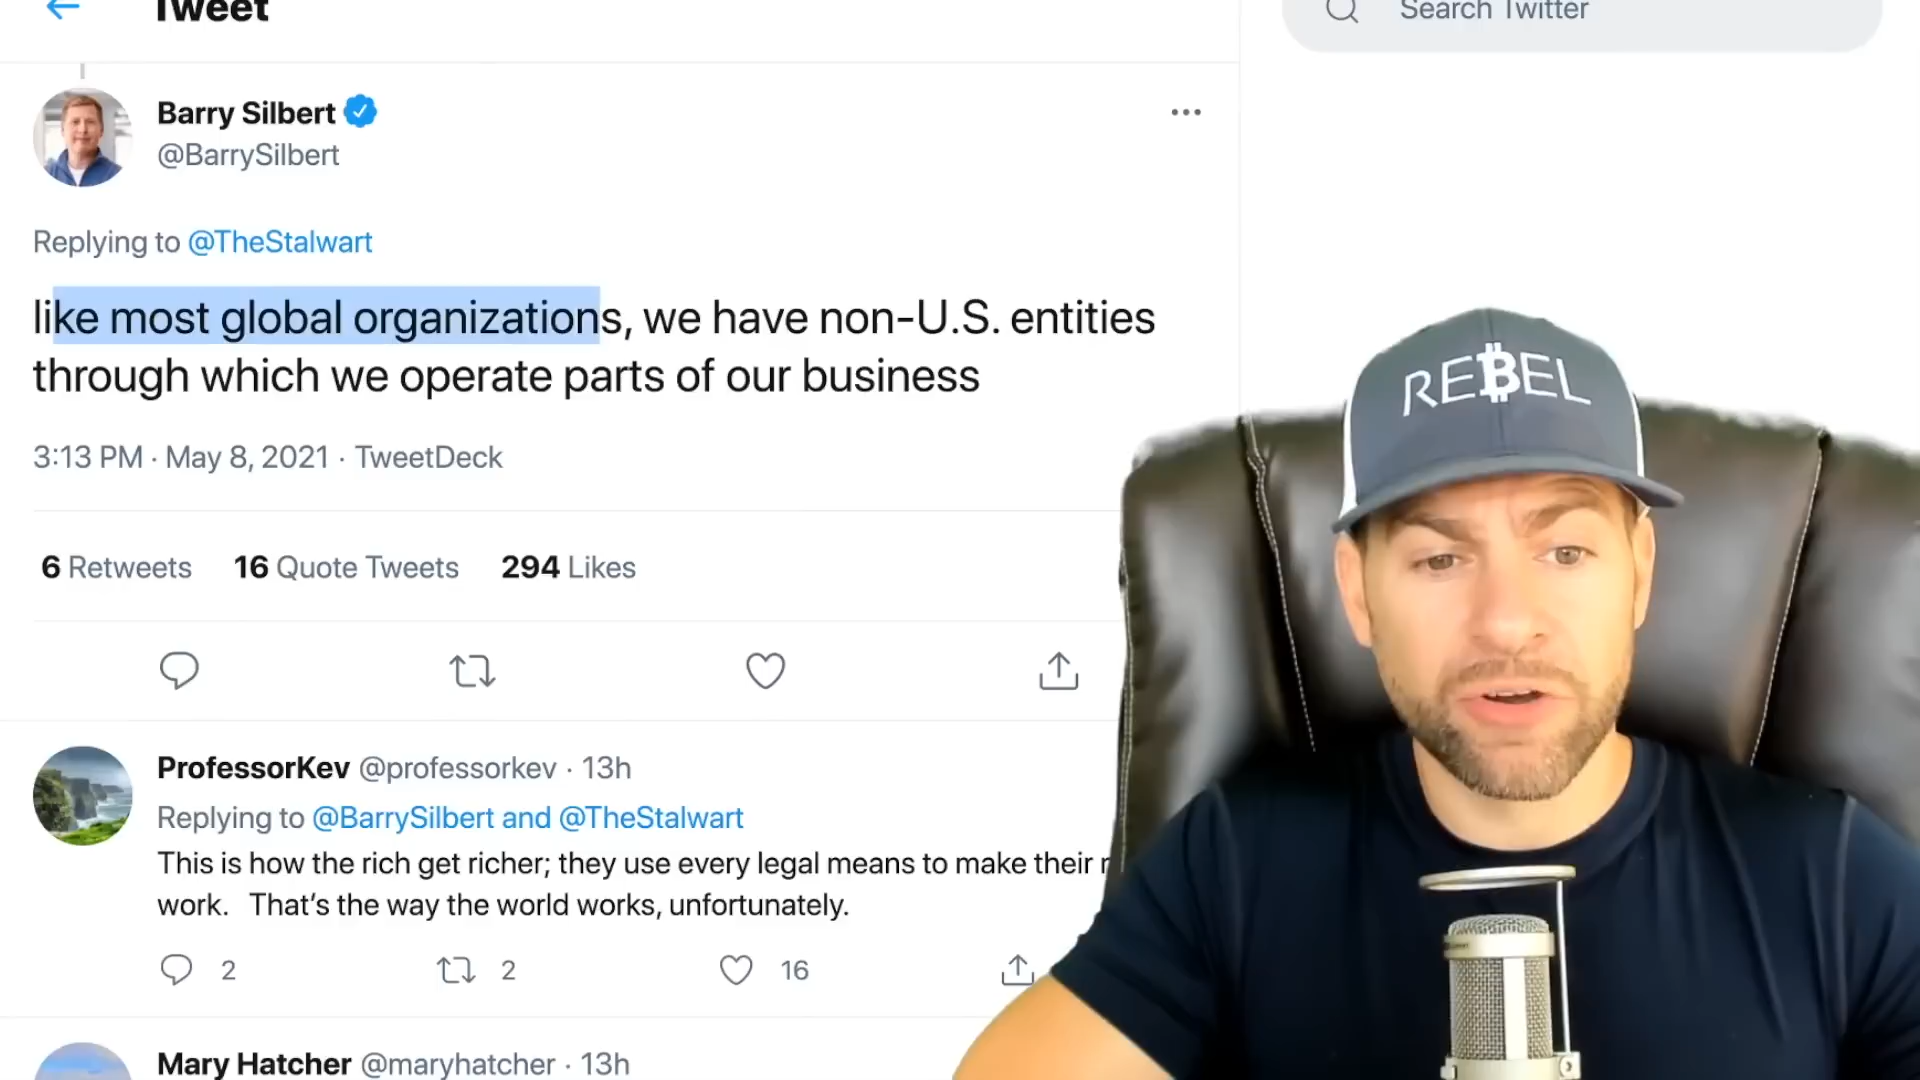 Tweet
Search Twitter
Barry Silbert
@BarrySilbert
Replying to @TheStalwart
like most global organizations, we have non-U.S. entities
through which we operate parts of our business
3:13 PM · May 8, 2021 · TweetDeck
6 Retweets 16 Quote Tweets 294 Likes
REBEL
ProfessorKev @professorkev · 13h
Replying to @BarrySilbert and @TheStalwart
This is how the rich get richer; they use every legal means to make their
work. That's the way the world works, unfortunately.
2 2 16
Mary Hatcher @maryhatcher · 13h